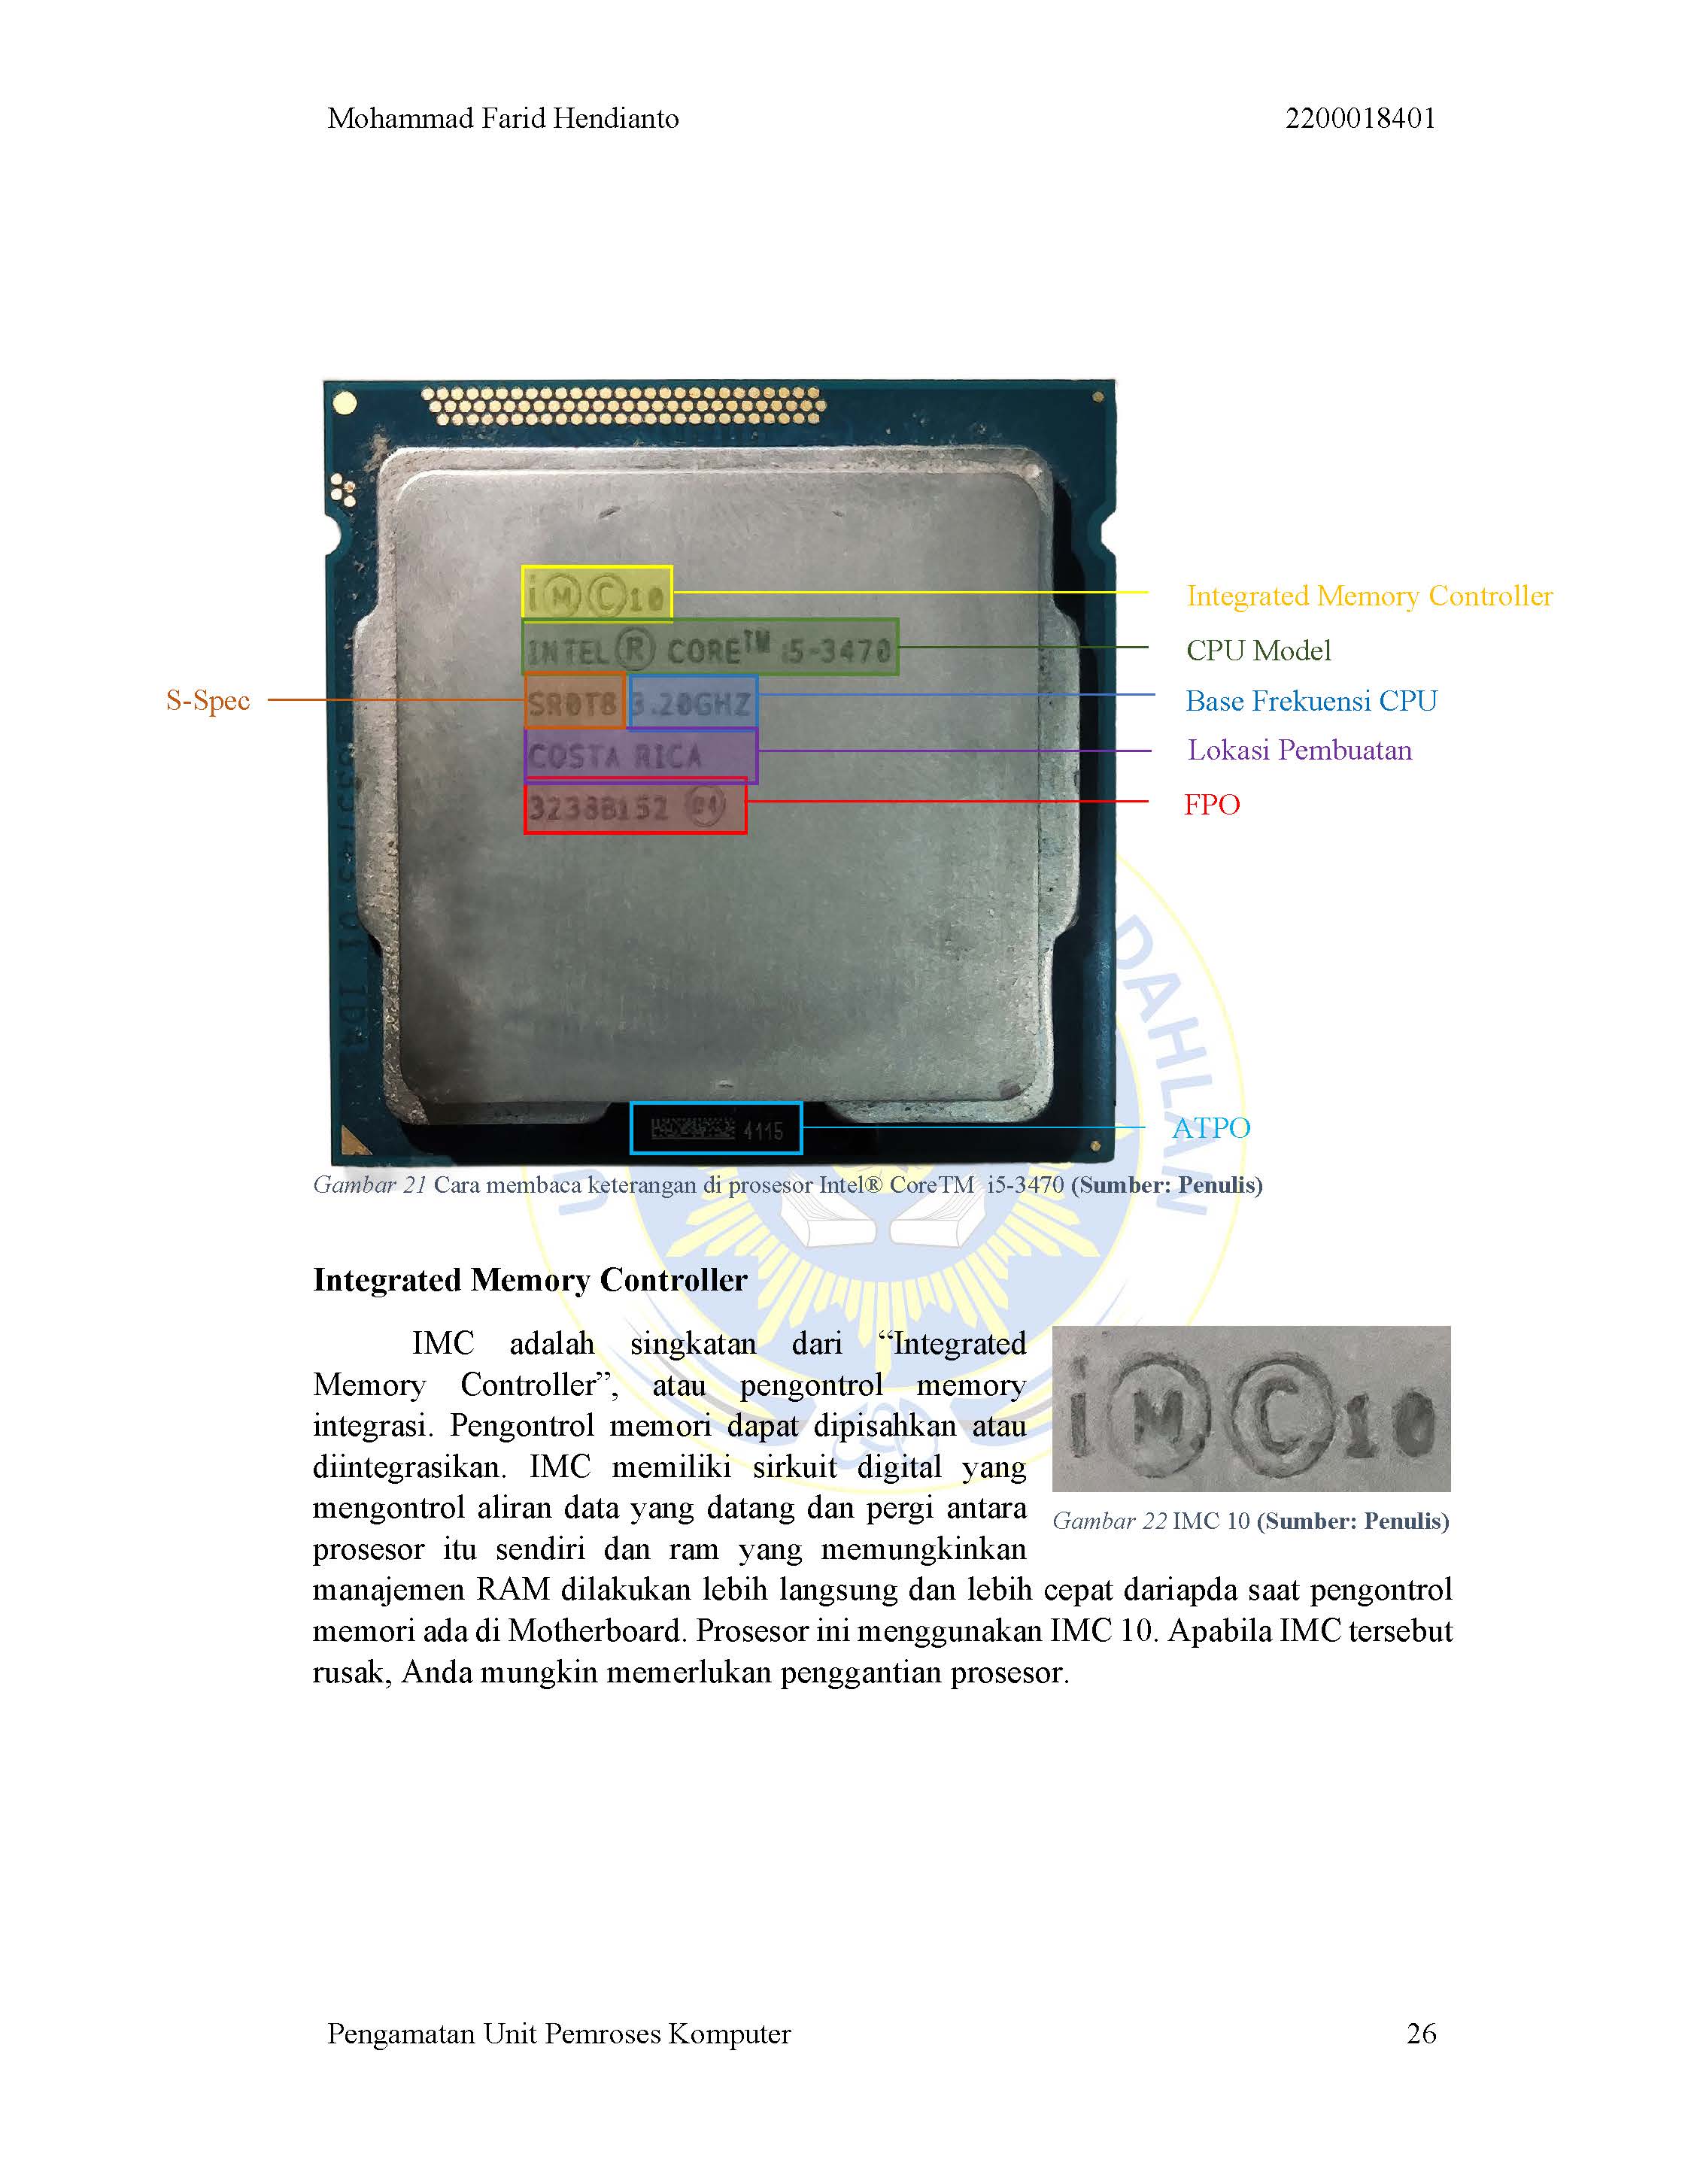 Mohammad Farid Hendianto 2200018401
iⓂ©10
Integrated Memory Controller
INTEL® CORE™ i5-3470
CPU Model
S-Spec
SR0T8 3.20GHZ
Base Frekuensi CPU
COSTA RICA
Lokasi Pembuatan
3238B152 e4
FPO
4115
ATPO
DAHLAN
Gambar 21 Cara membaca keterangan di prosesor Intel® CoreTM i5-3470 (Sumber: Penulis)
Integrated Memory Controller
IMC adalah singkatan dari “Integrated
Memory Controller”, atau pengontrol memory
integrasi. Pengontrol memori dapat dipisahkan atau
diintegrasikan. IMC memiliki sirkuit digital yang
mengontrol aliran data yang datang dan pergi antara
prosesor itu sendiri dan ram yang memungkinkan
manajemen RAM dilakukan lebih langsung dan lebih cepat dariapda saat pengontrol
memori ada di Motherboard. Prosesor ini menggunakan IMC 10. Apabila IMC tersebut
rusak, Anda mungkin memerlukan penggantian prosesor.
iⓂ©10
Gambar 22 IMC 10 (Sumber: Penulis)
Pengamatan Unit Pemroses Komputer 26